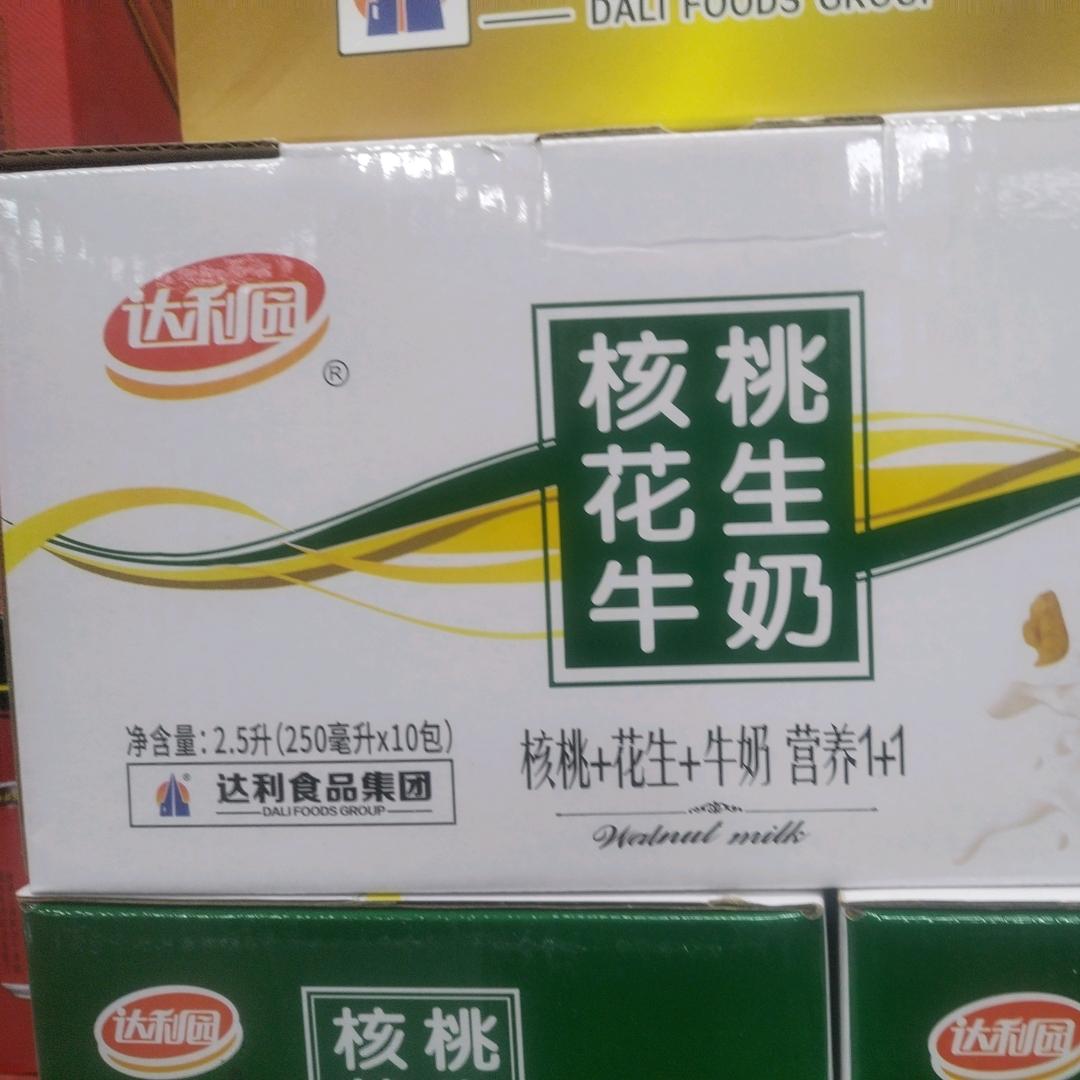 DALI FOODS GROUP
达利园
®
核桃
花生
牛奶
净含量：2.5升(250毫升x10包)
达利食品集团
DALI FOODS GROUP
核桃+花生+牛奶 营养1+1
Walnut milk
达利园
核桃
达利园